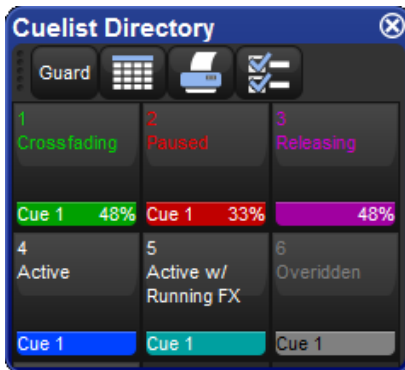 Cuelist Directory
Guard
1
Crossfading
Cue 1 48%
2
Paused
Cue 1 33%
3
Releasing
48%
4
Active
Cue 1
5
Active w/
Running FX
Cue 1
6
Overidden
Cue 1